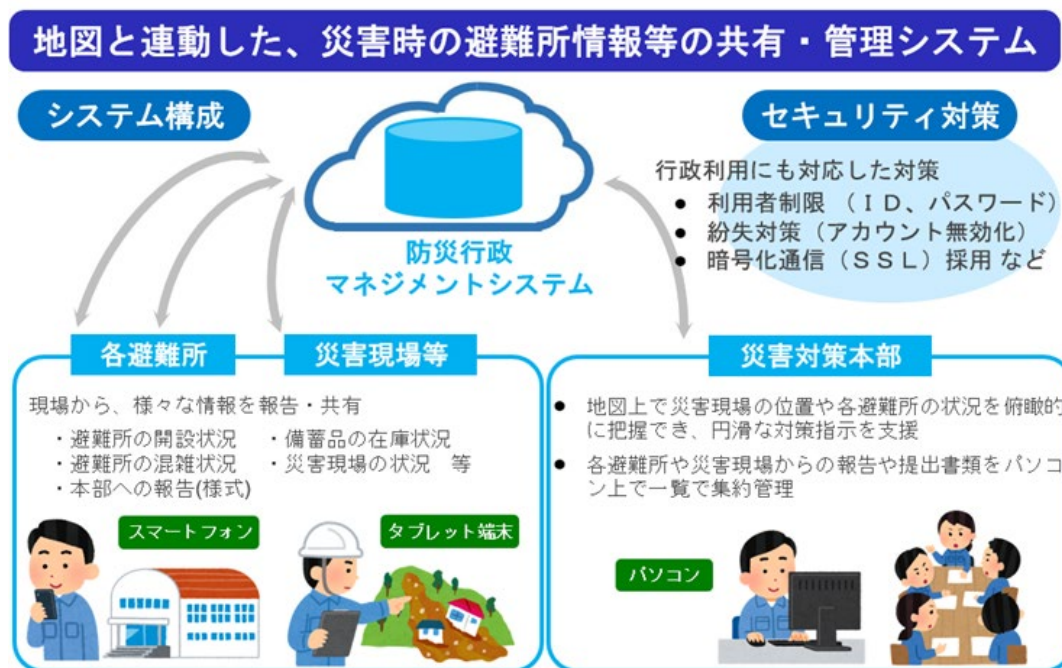 地図と連動した、災害時の避難所情報等の共有・管理システム
システム構成
防災行政
マネジメントシステム
セキュリティ対策
行政利用にも対応した対策
● 利用者制限（ＩＤ、パスワード）
● 紛失対策（アカウント無効化）
● 暗号化通信（ＳＳＬ）採用 など
各避難所
災害現場等
現場から、様々な情報を報告・共有
・避難所の開設状況
・避難所の混雑状況
・本部への報告(様式)
・備蓄品の在庫状況
・災害現場の状況 等
スマートフォン
タブレット端末
災害対策本部
● 地図上で災害現場の位置や各避難所の状況を俯瞰的
に把握でき、円滑な対策指示を支援
● 各避難所や災害現場からの報告や提出書類をパソコ
ン上で一覧で集約管理
パソコン